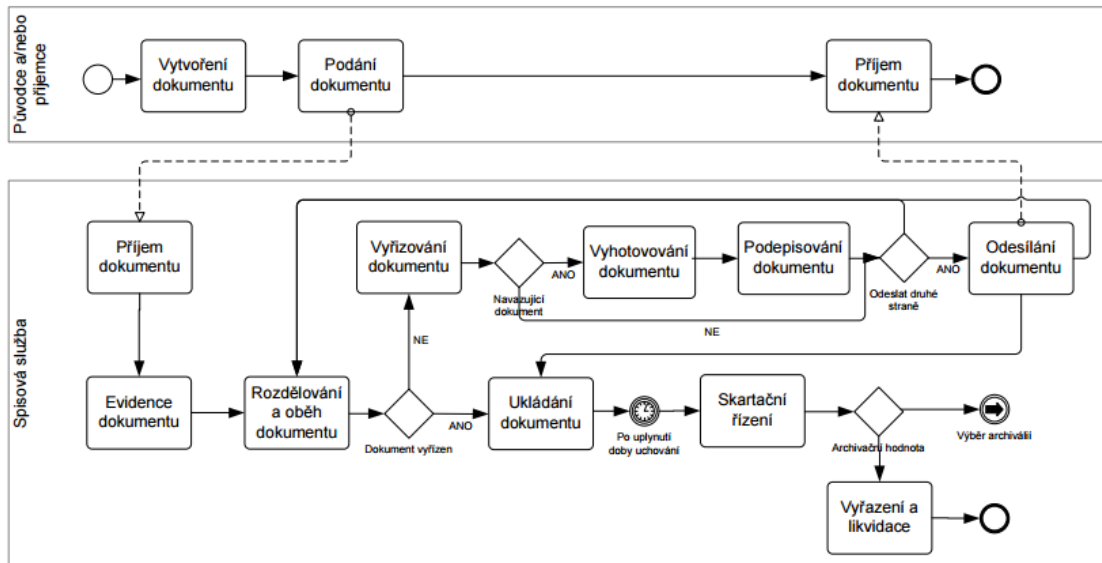 Původce a/nebo
příjemce
Vytvoření
dokumentu
Podání
dokumentu
Příjem
dokumentu
Spisová služba
Příjem
dokumentu
Vyřizování
dokumentu
Navazující
dokument
ANO
Vyhotovování
dokumentu
Podepisování
dokumentu
Odeslat druhé
straně
ANO
Odesílání
dokumentu
NE
NE
Evidence
dokumentu
Rozdělování
a oběh
dokumentu
Dokument vyřízen
ANO
Ukládání
dokumentu
Po uplynutí
doby uchování
Skartační
řízení
Archivační hodnota
Výběr archiválií
Vyřazení a
likvidace